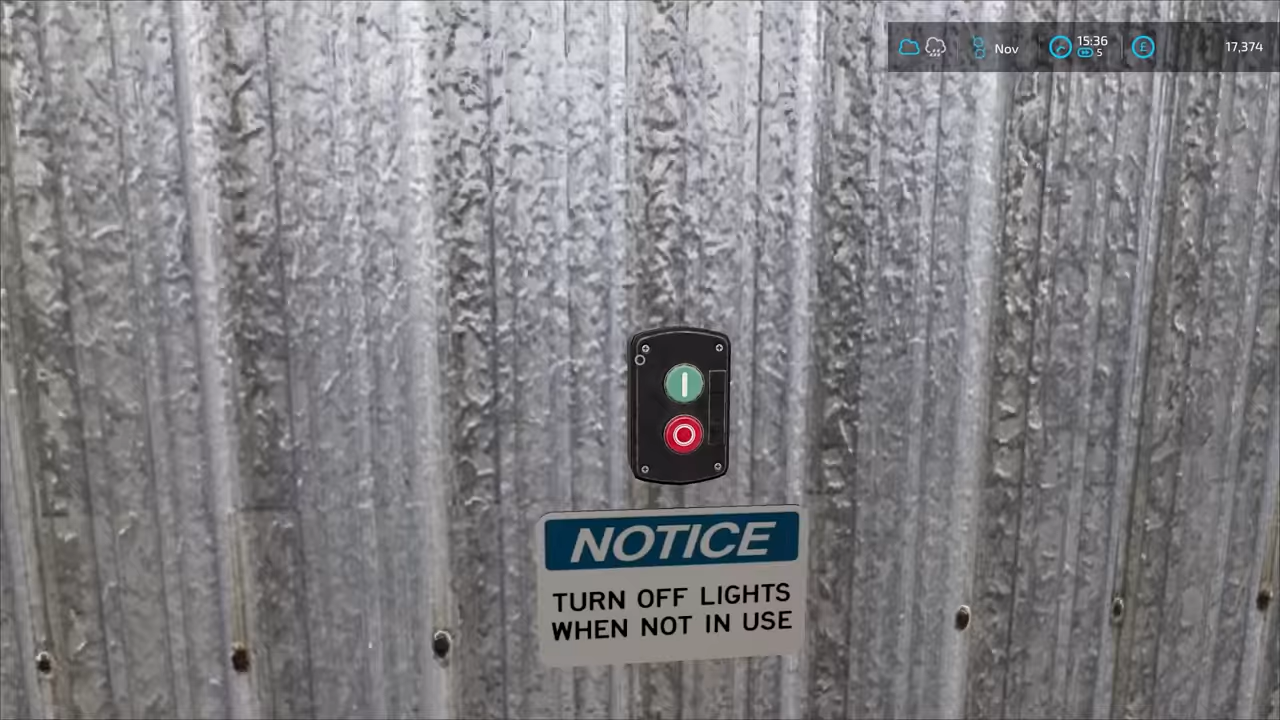 Nov
15:36
5
E
17,374
NOTICE
TURN OFF LIGHTS
WHEN NOT IN USE